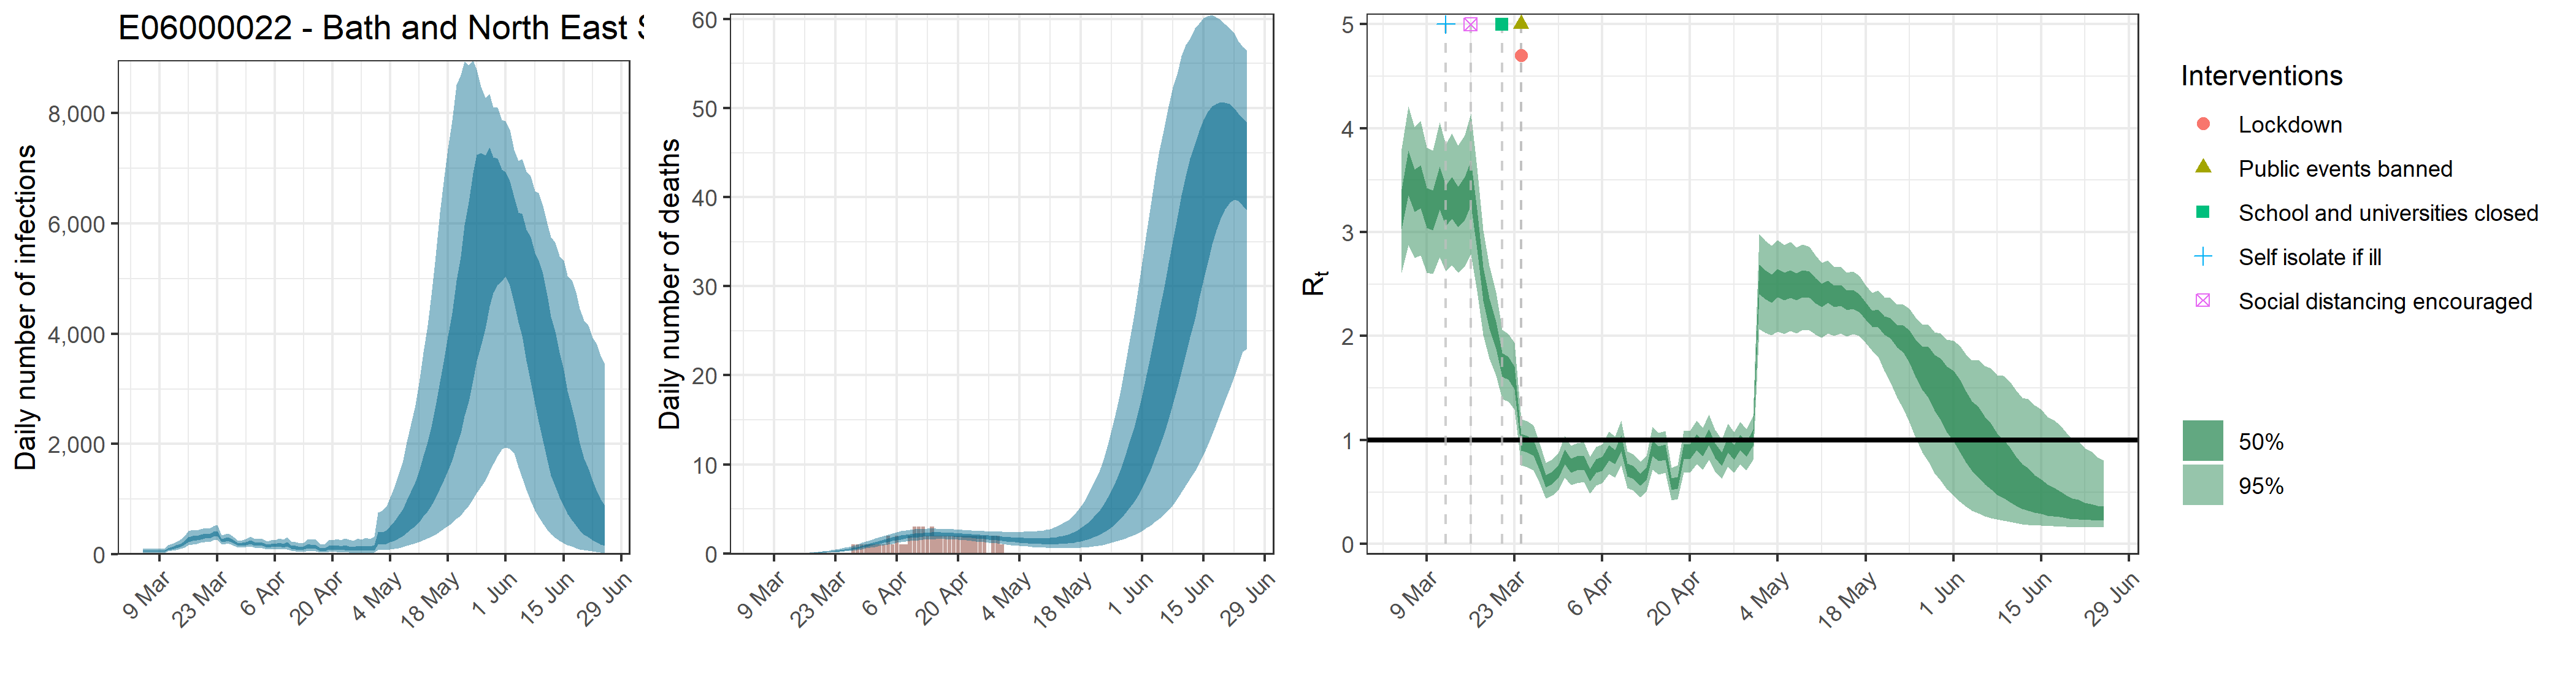 E06000022 - Bath and North East S
Daily number of infections
8,000
6,000
4,000
2,000
0
9 Mar
23 Mar
6 Apr
20 Apr
4 May
18 May
1 Jun
15 Jun
29 Jun
Daily number of deaths
60
50
40
30
20
10
0
9 Mar
23 Mar
6 Apr
20 Apr
4 May
18 May
1 Jun
15 Jun
29 Jun
Rt
5
4
3
2
1
0
9 Mar
23 Mar
6 Apr
20 Apr
4 May
18 May
1 Jun
15 Jun
29 Jun
Interventions
Lockdown
Public events banned
School and universities closed
Self isolate if ill
Social distancing encouraged
50%
95%